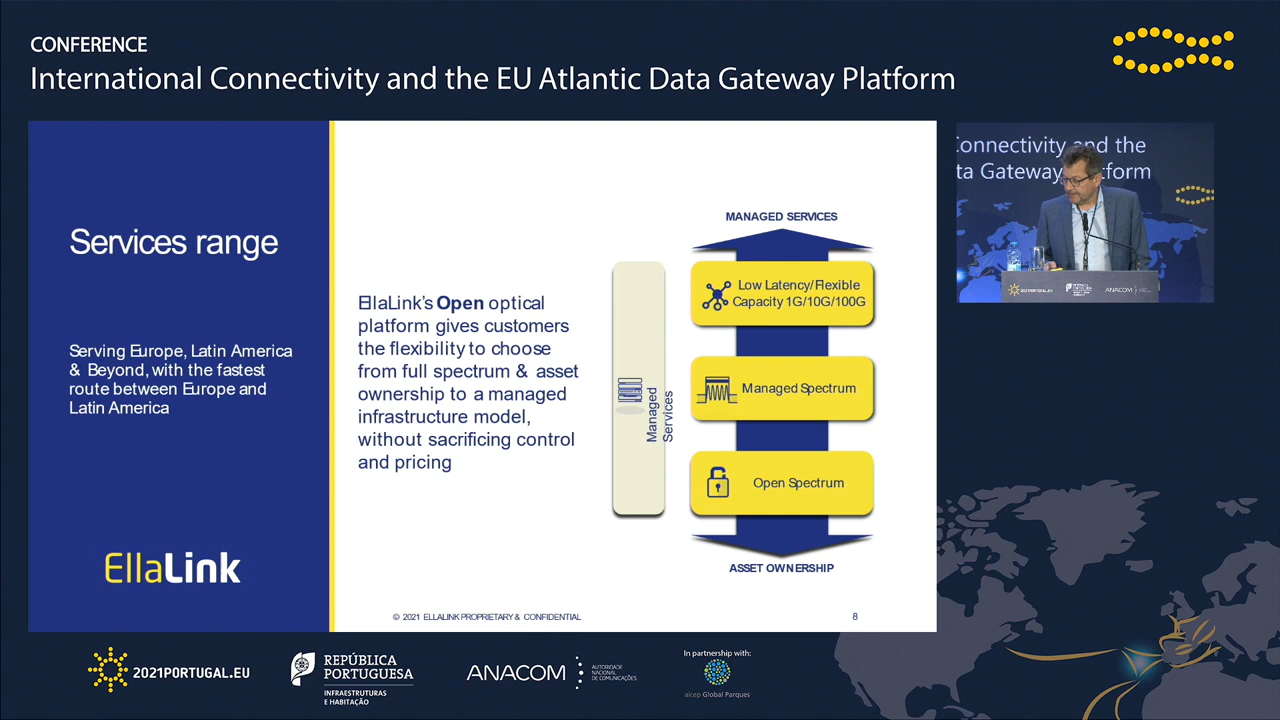 CONFERENCE
International Connectivity and the EU Atlantic Data Gateway Platform
Connectivity and the
ta Gateway Platform
2021PORTUGAL.EU
ANACOM
Services range
Serving Europe, Latin America
& Beyond, with the fastest
route between Europe and
Latin America
EllaLink
EllaLink's Open optical
platform gives customers
the flexibility to choose
from full spectrum & asset
ownership to a managed
infrastructure model,
without sacrificing control
and pricing
Managed
Services
MANAGED SERVICES
Low Latency/Flexible
Capacity 1G/10G/100G
Managed Spectrum
Open Spectrum
ASSET OWNERSHIP
© 2021 ELLALINK PROPRIETARY & CONFIDENTIAL
8
2021PORTUGAL.EU
REPÚBLICA
PORTUGUESA
INFRAESTRUTURAS
E HABITAÇÃO
ANACOM
AUTORIDADE
NACIONAL
DE COMUNICAÇÕES
In partnership with:
aicep Global Parques